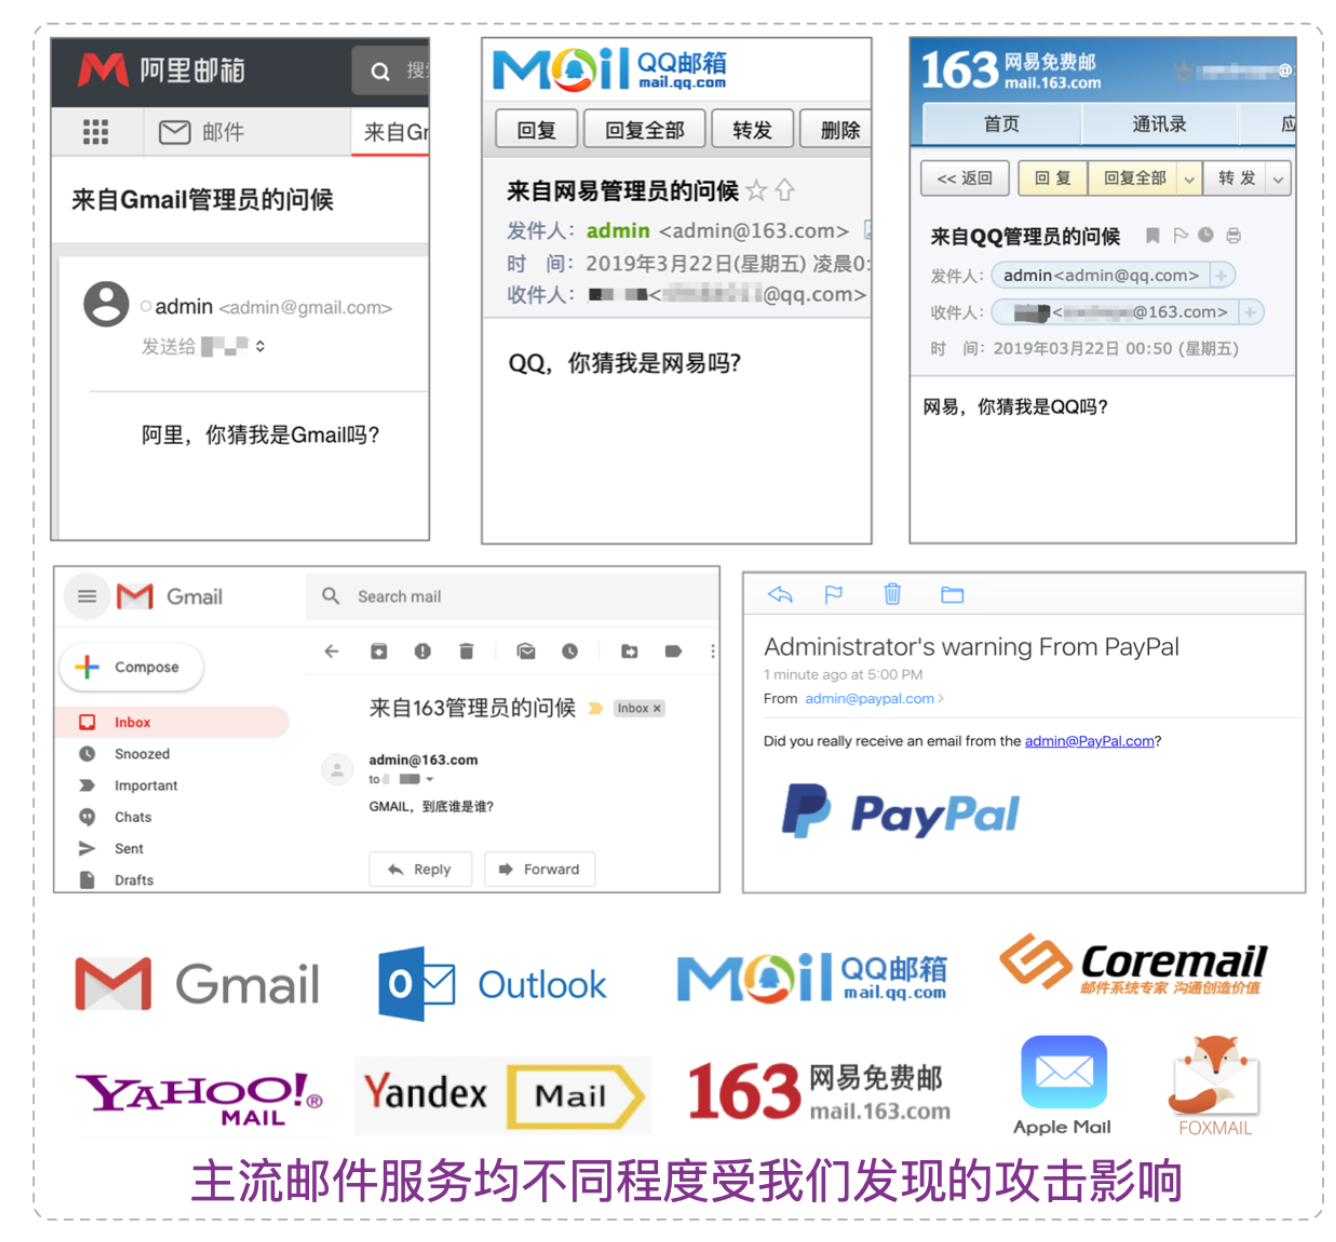 阿里邮箱
邮件
来自Gr
来自Gmail管理员的问候
admin <admin@gmail.com>
发送给
阿里，你猜我是Gmail吗?
Mail QQ邮箱
mail.qq.com
回复 回复全部 转发 删除
来自网易管理员的问候
发件人: admin <admin@163.com>
时 间: 2019年3月22日(星期五) 凌晨0:
收件人: < @qq.com>
QQ，你猜我是网易吗?
163 网易免费邮
mail.163.com
@
首页 通讯录 应
<< 返回 回 复 回复全部 转 发
来自QQ管理员的问候
发件人: admin<admin@qq.com> +
收件人: < @163.com> +
时 间: 2019年03月22日 00:50 (星期五)
网易，你猜我是QQ吗?
Gmail
Search mail
Compose
Inbox
Snoozed
Important
Chats
Sent
Drafts
来自163管理员的问候 Inbox x
admin@163.com
to
GMAIL，到底谁是谁?
Reply Forward
Administrator's warning From PayPal
1 minute ago at 5:00 PM
From admin@paypal.com >
Did you really receive an email from the admin@PayPal.com?
PayPal
Gmail
Outlook
Mail QQ邮箱
mail.qq.com
Coremail
邮件系统专家 沟通创造价值
YAHOO!®
MAIL
Yandex Mail
163 网易免费邮
mail.163.com
Apple Mail
FOXMAIL
主流邮件服务均不同程度受我们发现的攻击影响